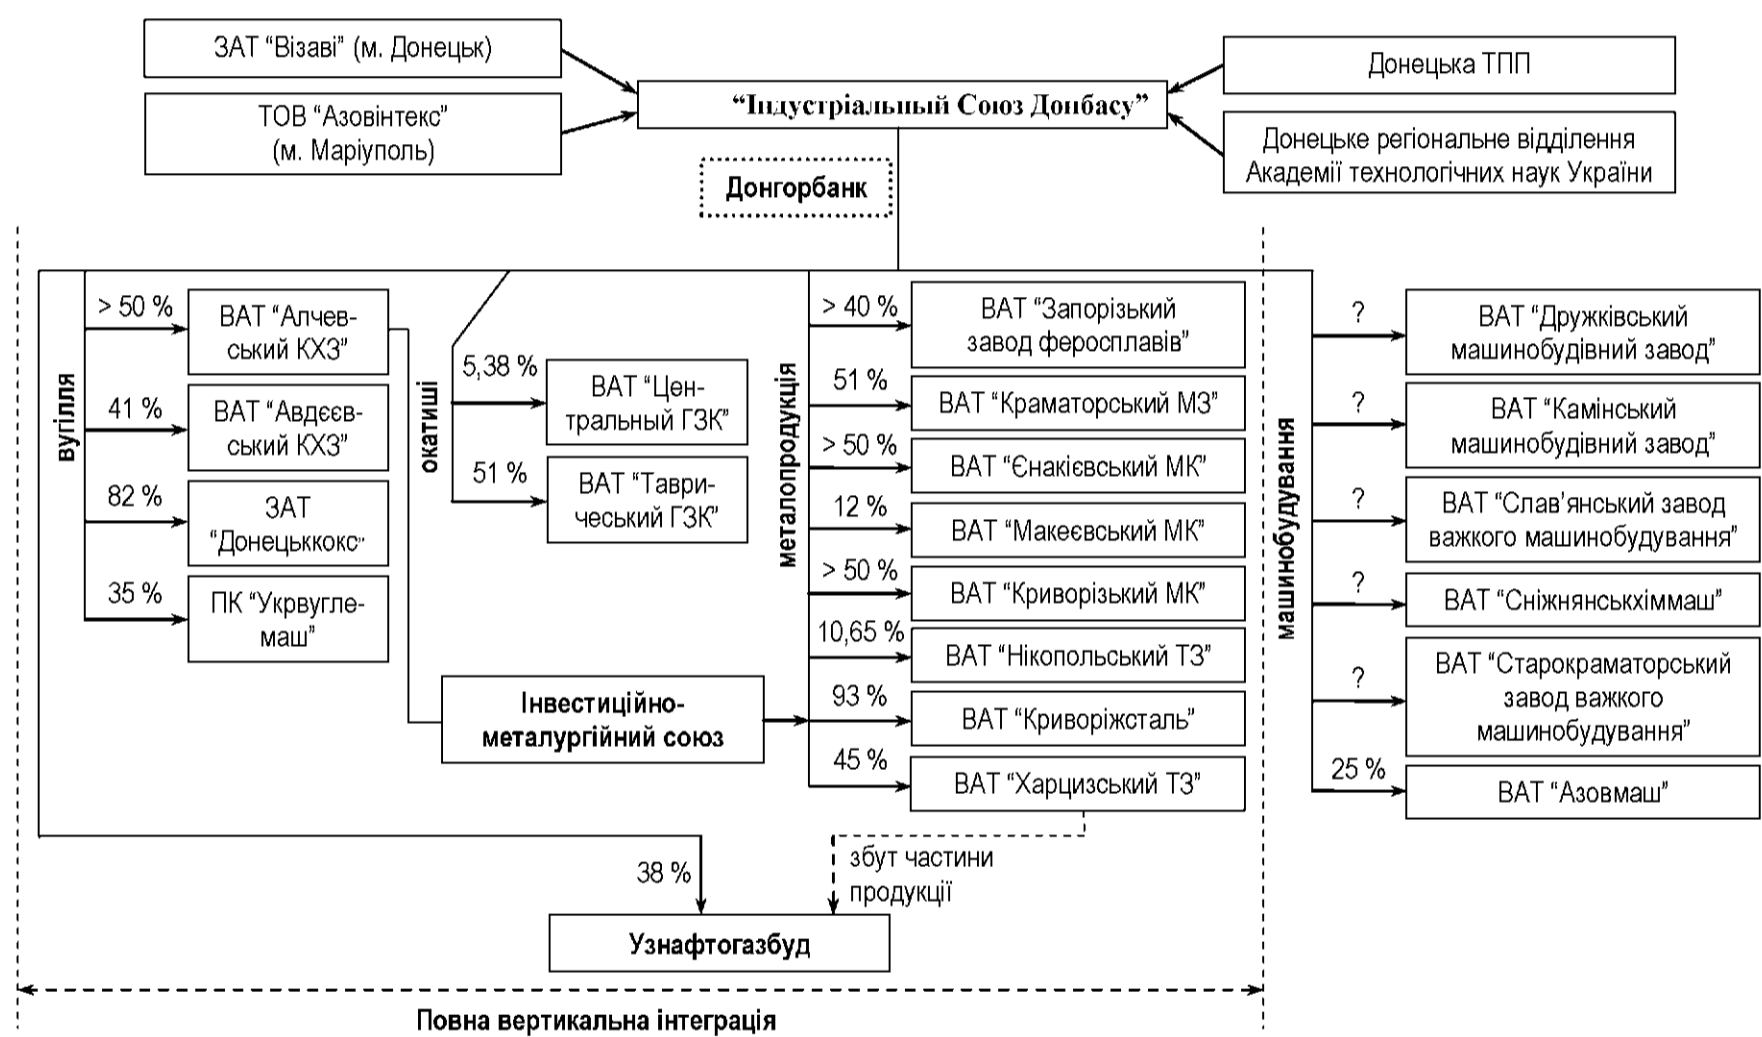 ЗАТ “Візаві” (м. Донецьк)
ТОВ “Азовінтекс”
(м. Маріуполь)
“Індустріальный Союз Донбасу”
Донецька ТПП
Донецьке регіональне відділення
Академії технологічних наук України
Донгорбанк
вугілля
> 50 %
ВАТ “Алчев-
ський КХЗ”
41 %
ВАТ “Авдєєв-
ський КХЗ”
82 %
ЗАТ
“Донецьккокс”
35 %
ПК “Укрвугле-
маш”
окатиші
5,38 %
ВАТ “Цен-
тральный ГЗК”
51 %
ВАТ “Таври-
чеський ГЗК”
Інвестиційно-
металургійний союз
металопродукція
> 40 %
ВАТ “Запорізький
завод феросплавів”
51 %
ВАТ “Краматорський МЗ”
> 50 %
ВАТ “Єнакієвський МК”
12 %
ВАТ “Макеєвський МК”
> 50 %
ВАТ “Криворізький МК”
10,65 %
ВАТ “Нікопольський ТЗ”
93 %
ВАТ “Криворіжсталь”
45 %
ВАТ “Харцизський ТЗ”
машинобудування
?
ВАТ “Дружківський
машинобудівний завод”
?
ВАТ “Камінський
машинобудівний завод”
?
ВАТ “Слав’янський завод
важкого машинобудування”
?
ВАТ “Сніжнянськхіммаш”
?
ВАТ “Старокраматорський
завод важкого
машинобудування”
25 %
ВАТ “Азовмаш”
38 %
збут частини
продукції
Узнафтогазбуд
Повна вертикальна інтеграція